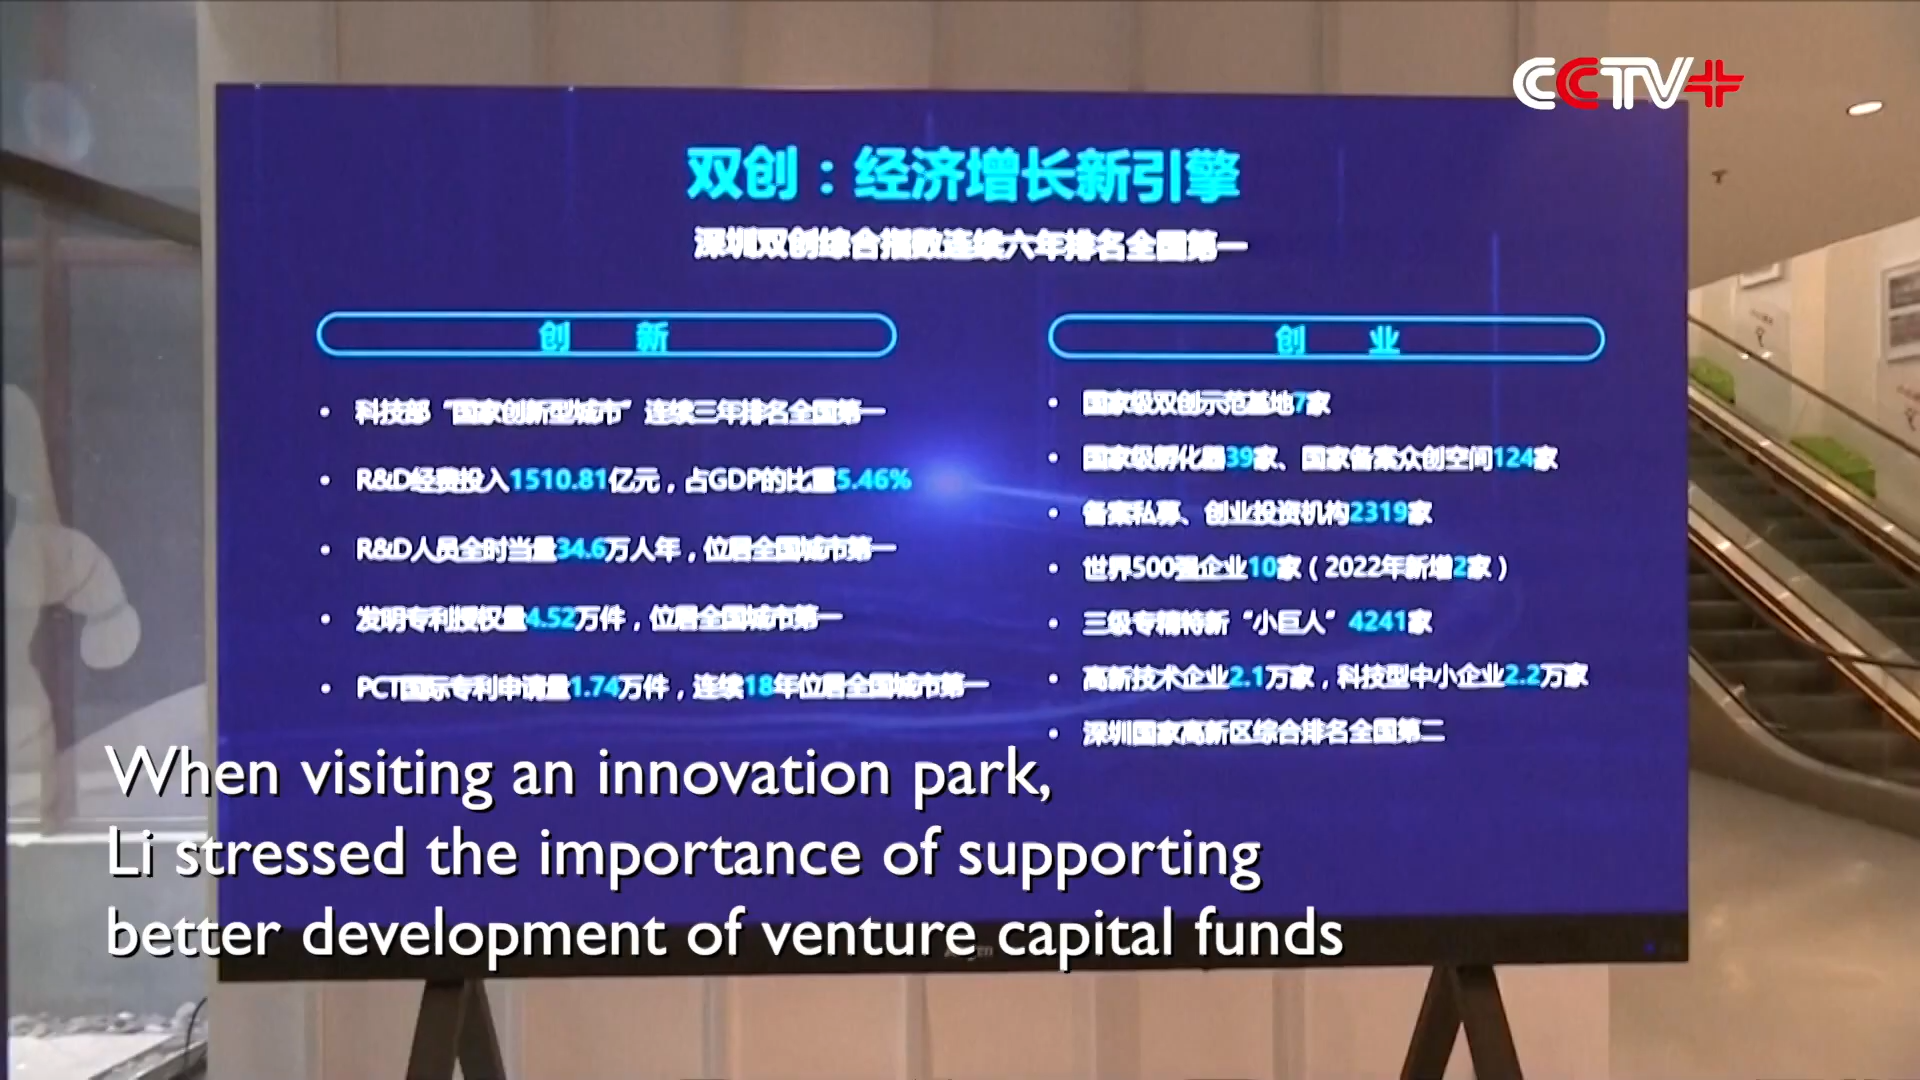 CCTV+
双创：经济增长新引擎
深圳双创综合指数连续六年排名全国第一
创 新
• 科技部“国家创新型城市”连续三年排名全国第一
• R&D经费投入1510.81亿元，占GDP的比重5.46%
• R&D人员全时当量34.6万人年，位居全国城市第一
• 发明专利授权量4.52万件，位居全国城市第一
• PCT国际专利申请量1.74万件，连续18年位居全国城市第一
创 业
• 国家级双创示范基地7家
• 国家级孵化器39家、国家备案众创空间124家
• 备案私募、创业投资机构2319家
• 世界500强企业10家（2022年新增2家）
• 三级专精特新“小巨人”4241家
• 高新技术企业2.1万家，科技型中小企业2.2万家
• 深圳国家高新区综合排名全国第二
When visiting an innovation park,
Li stressed the importance of supporting
better development of venture capital funds